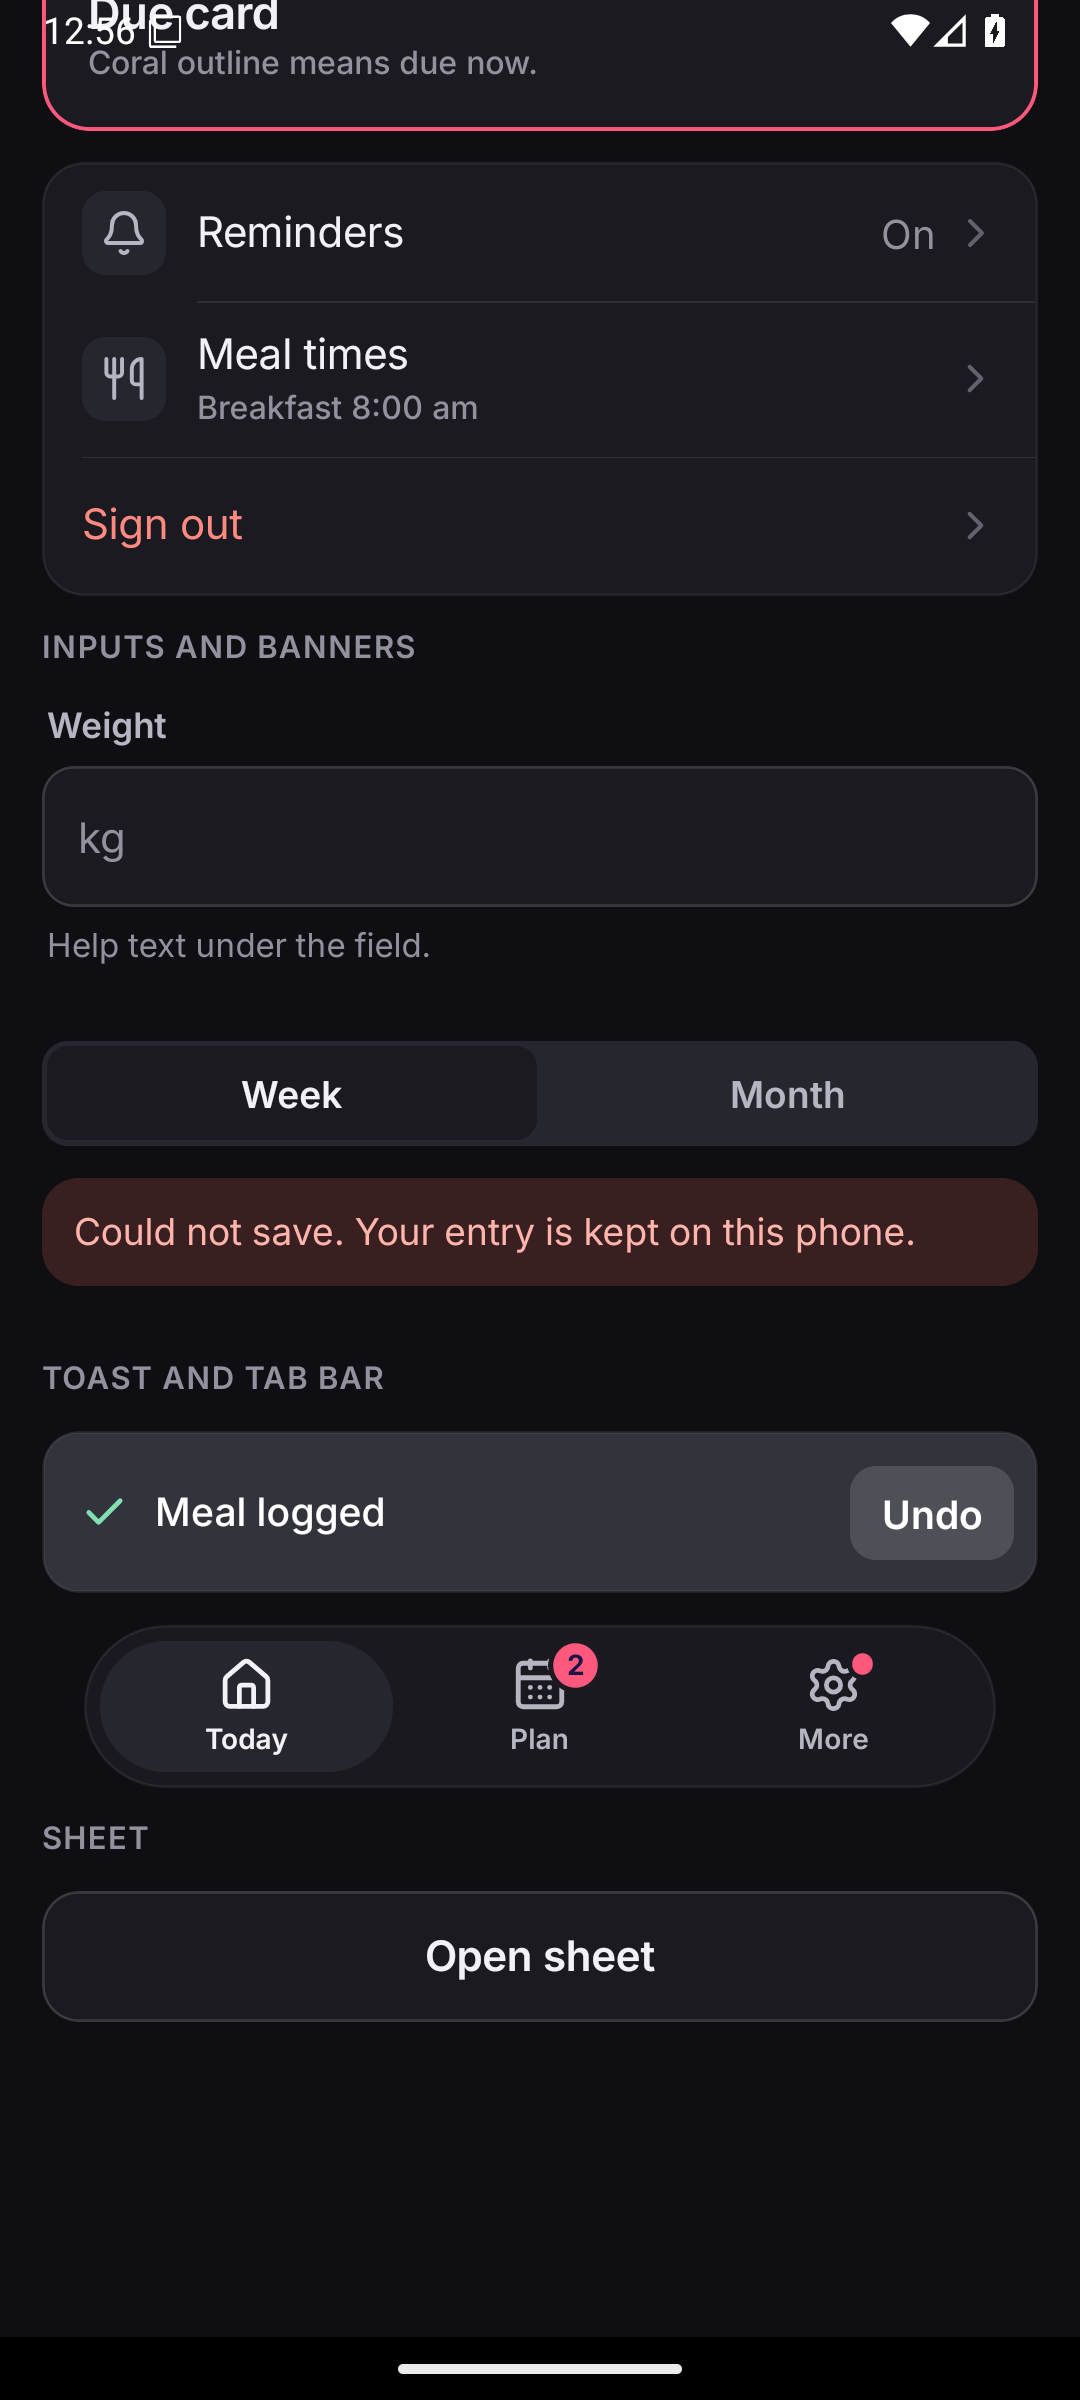 Due card
12:56
Coral outline means due now.
Reminders
On
Meal times
Breakfast 8:00 am
Sign out
INPUTS AND BANNERS
Weight
kg
Help text under the field.
Week
Month
Could not save. Your entry is kept on this phone.
TOAST AND TAB BAR
Meal logged
Undo
2
Today
Plan
More
SHEET
Open sheet